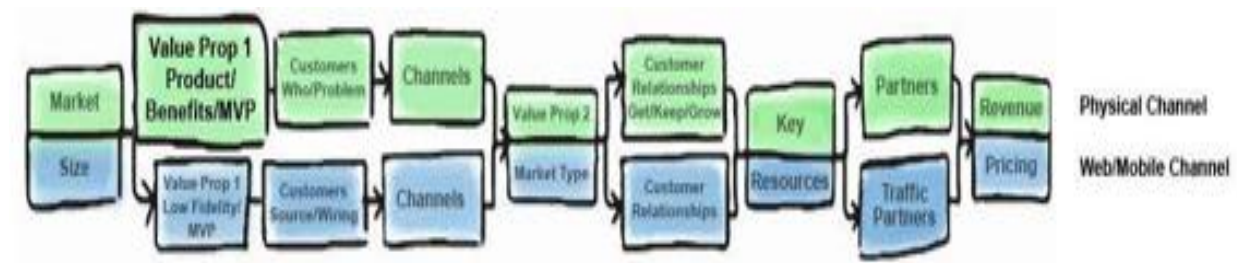 Market
Size
Value Prop 1
Product/
Benefits/MVP
Value Prop 1
Low Fidelity/
MVP
Customers
Who/Problem
Customers
Source/Wiring
Channels
Channels
Value Prop 2
Market Type
Customer
Relationships
Get/Keep/Grow
Customer
Relationships
Key
Resources
Partners
Traffic
Partners
Revenue
Pricing
Physical Channel
Web/Mobile Channel